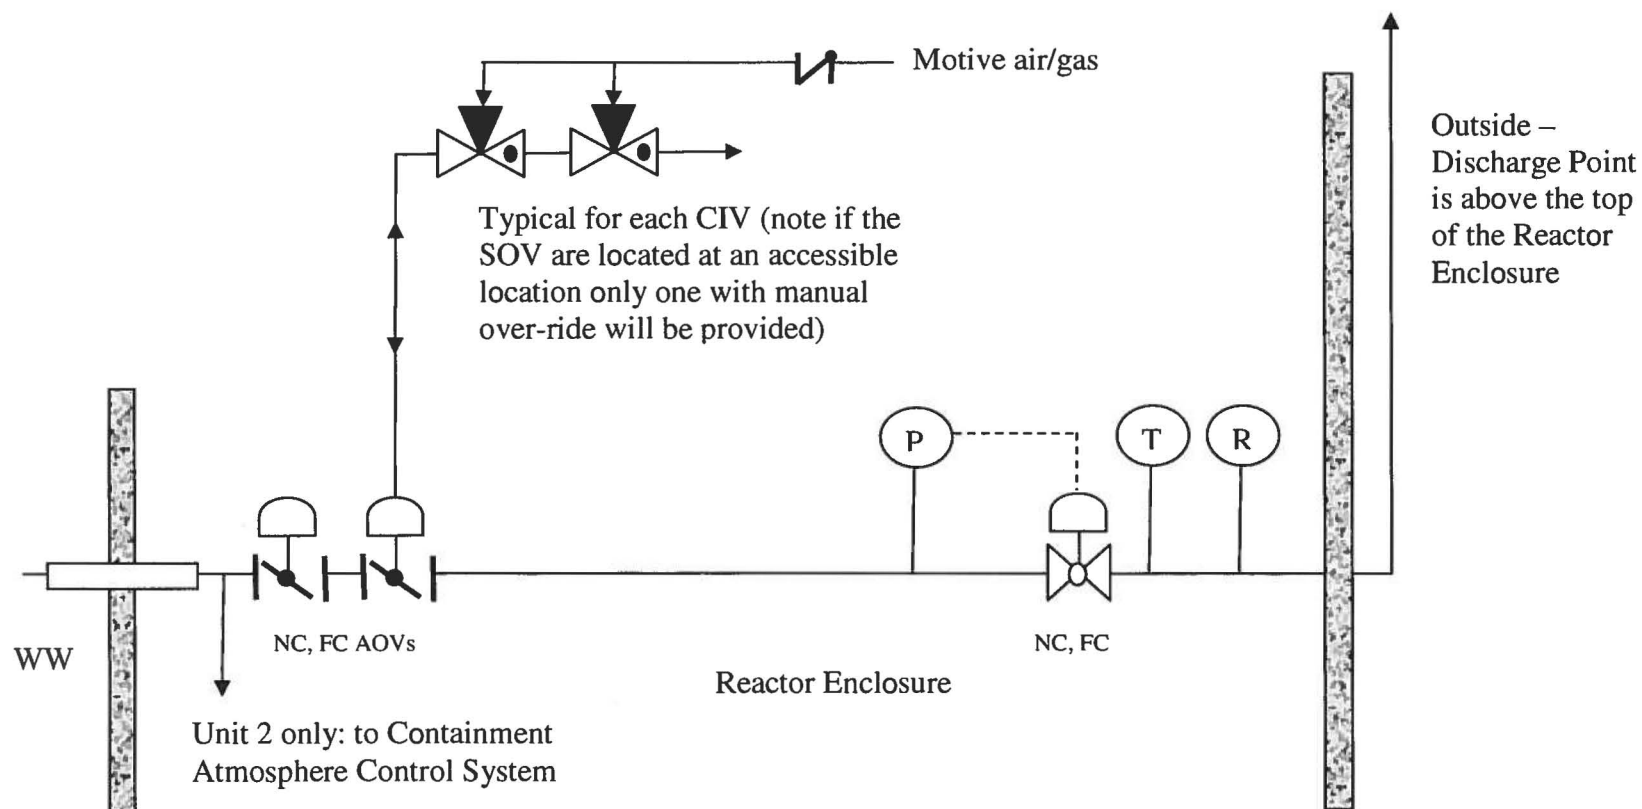 Motive air/gas
Outside –
Discharge Point
is above the top
of the Reactor
Enclosure
Typical for each CIV (note if the
SOV are located at an accessible
location only one with manual
over-ride will be provided)
P
T
R
NC, FC AOVs
NC, FC
WW
Reactor Enclosure
Unit 2 only: to Containment
Atmosphere Control System